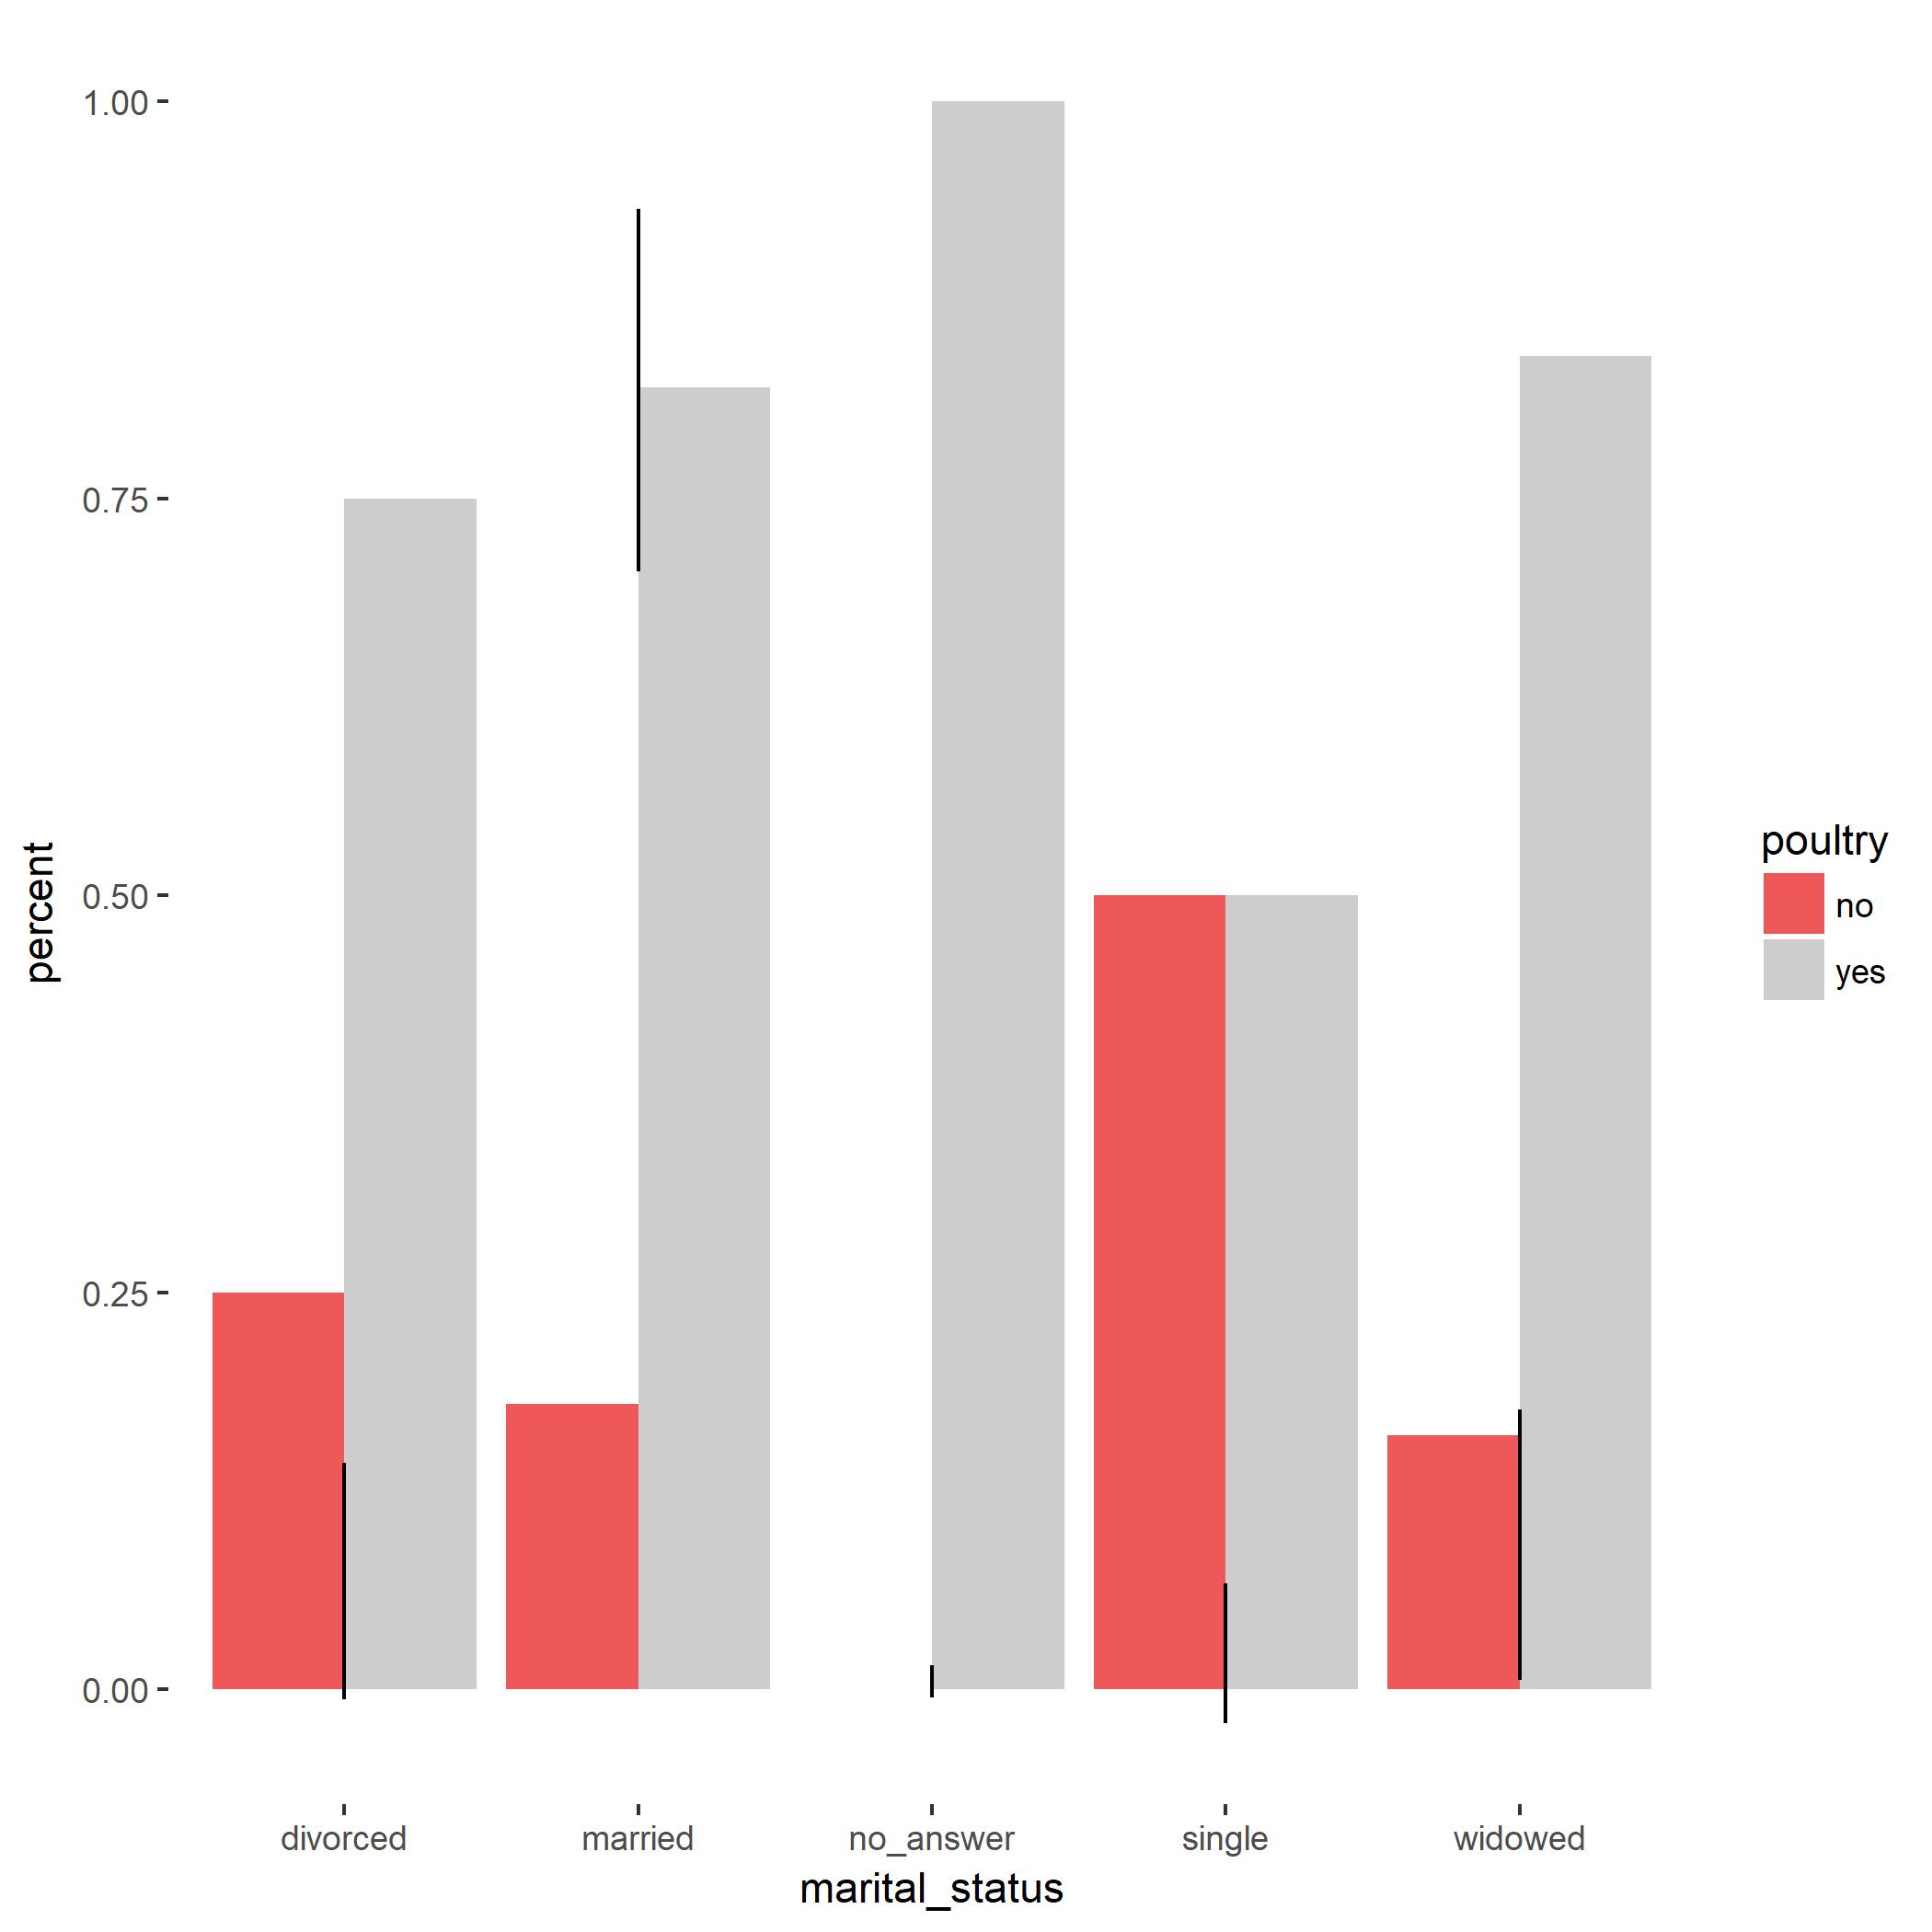 1.00
0.75
0.50
0.25
0.00
percent
divorced married no_answer single widowed
marital_status
poultry
no
yes